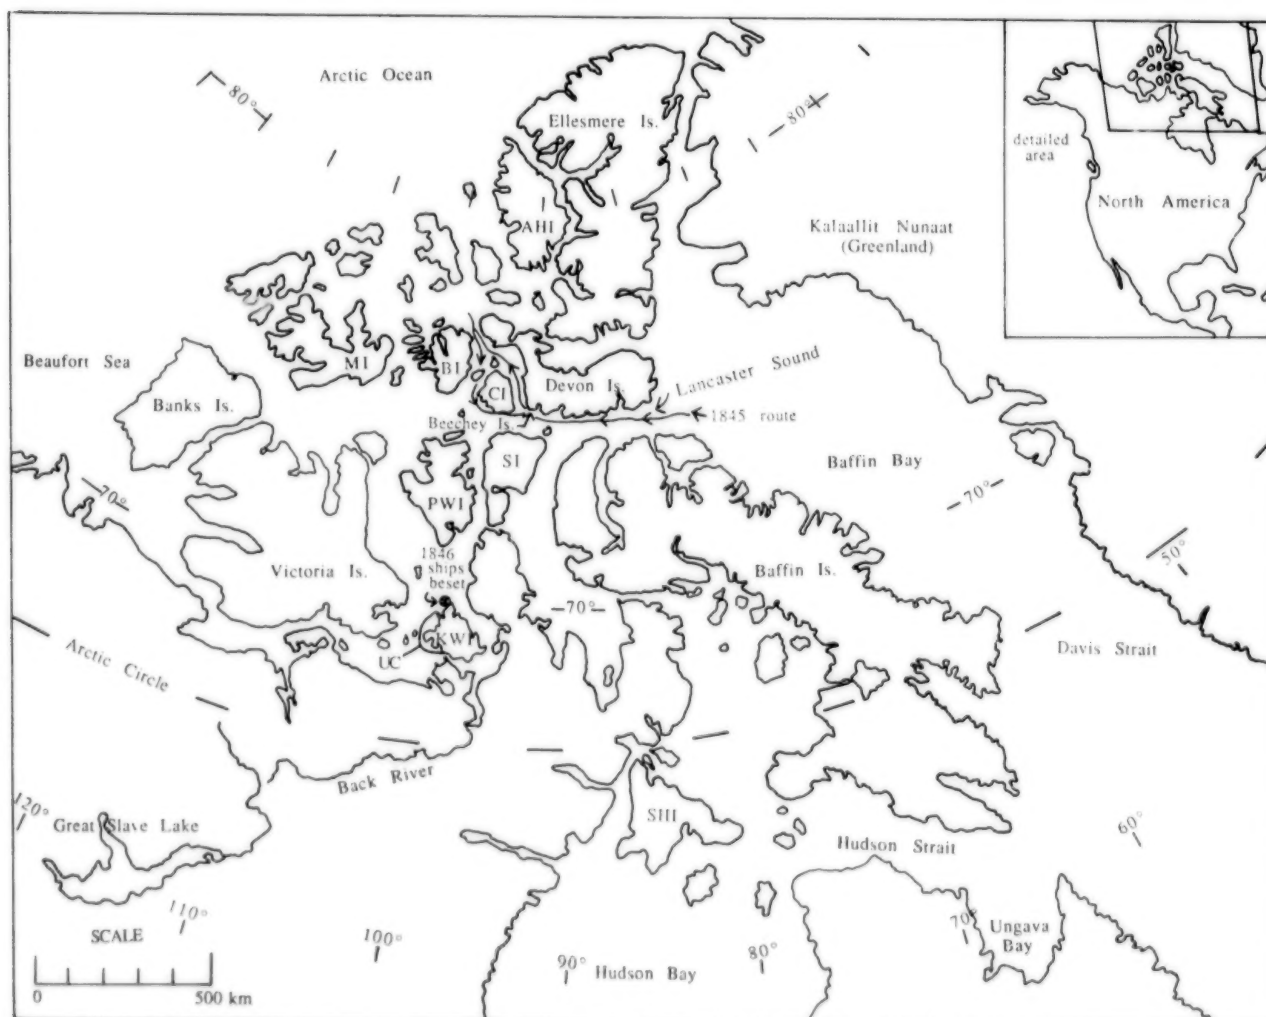 Arctic Ocean
80°
80°
Ellesmere Is.
detailed
area
North America
AHI
Kalaallit Nunaat
(Greenland)
Beaufort Sea
MI
BI
CI
Devon Is.
Lancaster Sound
Banks Is.
Beechey Is.
1845 route
SI
Baffin Bay
70°
70°
PWI
50°
1846
ships
beset
Victoria Is.
Baffin Is.
70°
KWI
UC
Arctic Circle
Davis Strait
Back River
120°
Great Slave Lake
SHI
Hudson Strait
60°
110°
SCALE
100°
90°
Hudson Bay
80°
70°
Ungava
Bay
0
500 km